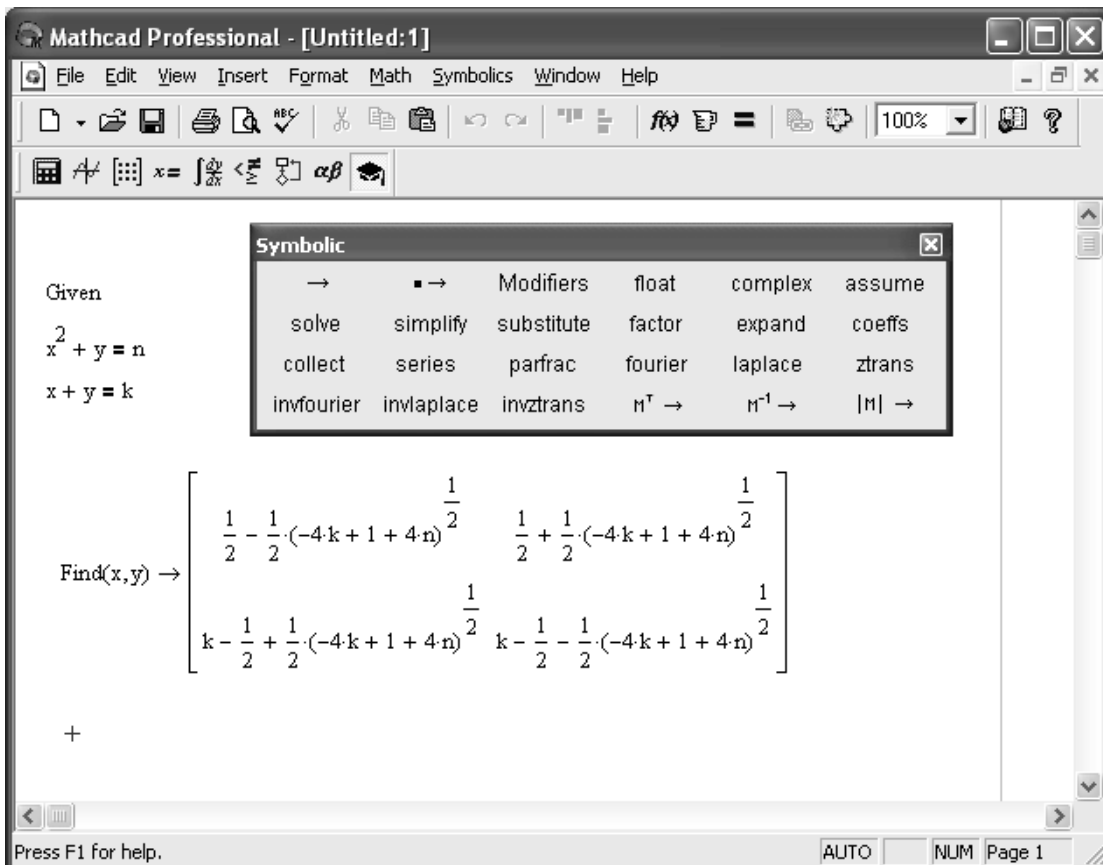 Mathcad Professional - [Untitled:1]
File Edit View Insert Format Math Symbolics Window Help
ABC f(x) = 100% ?
x= ∫ dy/dx <≠≥ αβ
Symbolic
→ ▪ → Modifiers float complex assume
solve simplify substitute factor expand coeffs
collect series parfrac fourier laplace ztrans
invfourier invlaplace invztrans Mᵀ → M⁻¹ → |M| →
Given
x² + y = n
x + y = k
Find(x,y) → [ 1/2 - 1/2·(-4·k + 1 + 4·n)^(1/2) 1/2 + 1/2·(-4·k + 1 + 4·n)^(1/2)
k - 1/2 + 1/2·(-4·k + 1 + 4·n)^(1/2) k - 1/2 - 1/2·(-4·k + 1 + 4·n)^(1/2) ]
+
Press F1 for help. AUTO NUM Page 1